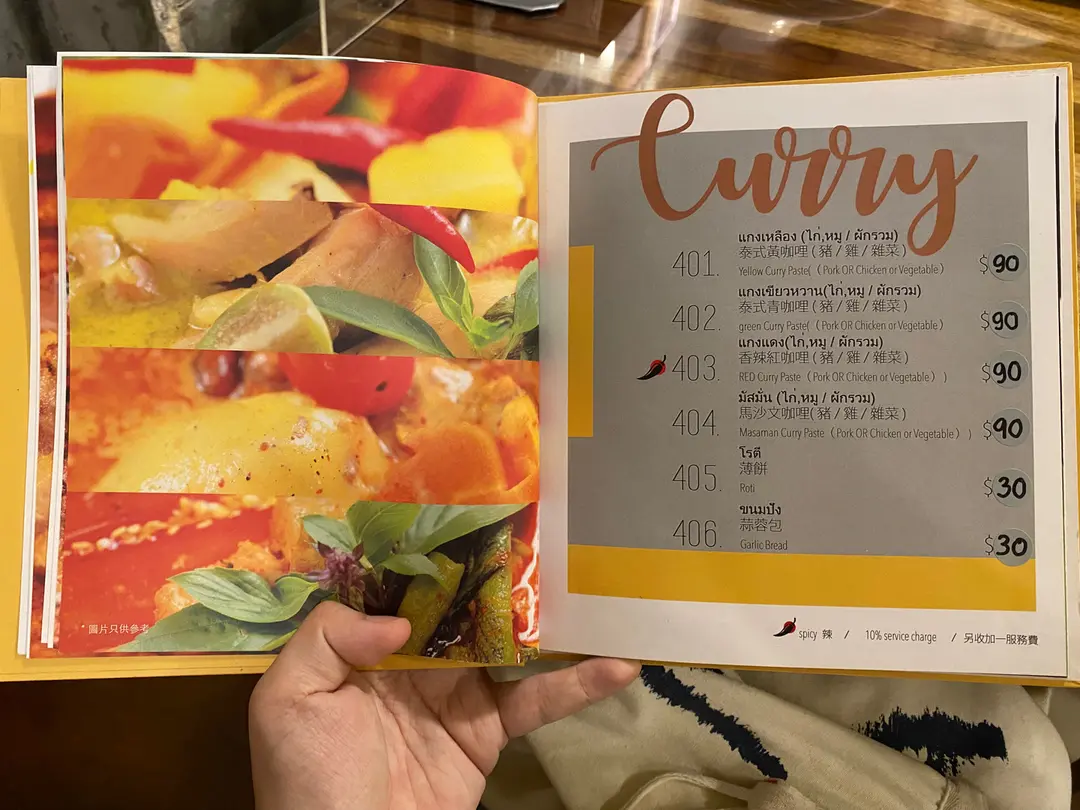 Curry
401. แกงเหลือง (ไก่,หมู / ผักรวม)
泰式黃咖哩 ( 豬 / 雞 / 雜菜 )
Yellow Curry Paste( ( Pork OR Chicken or Vegetable ) $90
402. แกงเขียวหวาน(ไก่,หมู / ผักรวม)
泰式青咖哩 ( 豬 / 雞 / 雜菜 )
green Curry Paste( ( Pork OR Chicken or Vegetable ) $90
403. แกงแดง(ไก่,หมู / ผักรวม)
香辣紅咖哩 ( 豬 / 雞 / 雜菜 )
RED Curry Paste ( Pork OR Chicken or Vegetable ) ) $90
404. มัสมั่น (ไก่,หมู / ผักรวม)
馬沙文咖哩( 豬 / 雞 / 雜菜 )
Masaman Curry Paste ( Pork OR Chicken or Vegetable ) ) $90
405. โรตี
薄餅
Roti $30
406. ขนมปัง
蒜蓉包
Garlic Bread $30
* 圖片只供參考
spicy 辣 / 10% service charge / 另收加一服務費